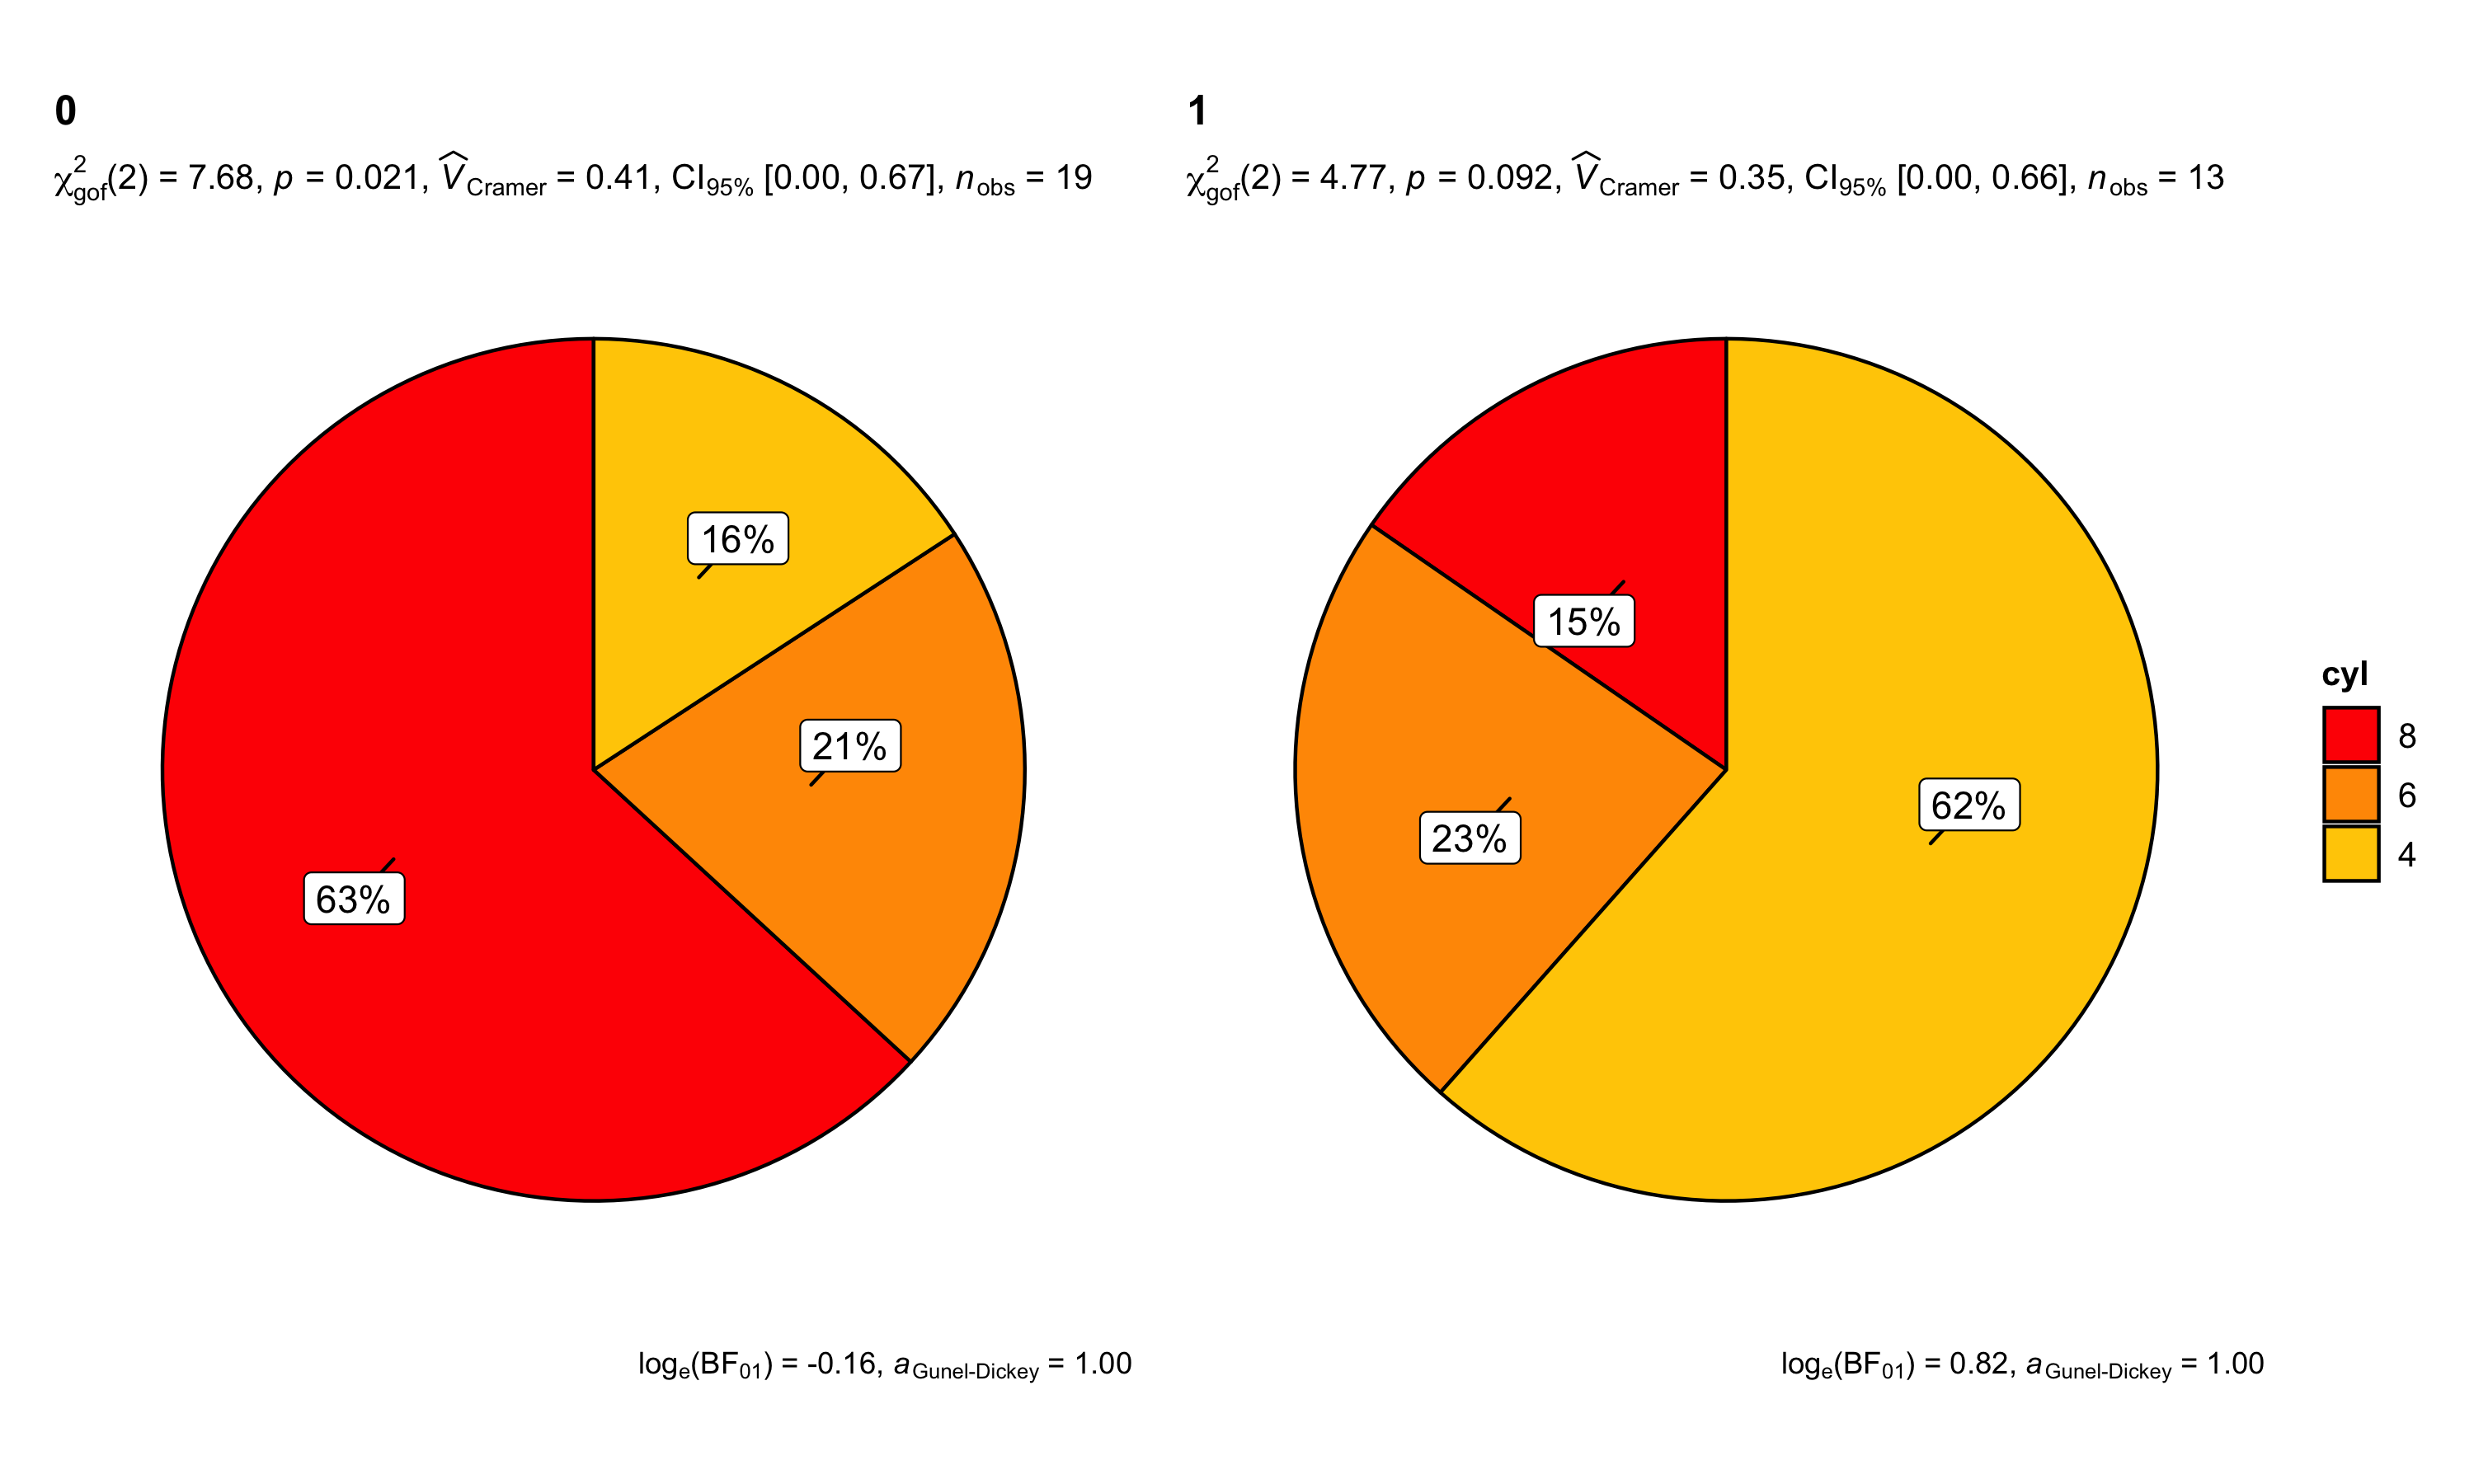 0
χ²gof(2) = 7.68, p = 0.021, V̂Cramer = 0.41, CI95% [0.00, 0.67], nobs = 19
16%
21%
63%
loge(BF01) = -0.16, aGunel-Dickey = 1.00
1
χ²gof(2) = 4.77, p = 0.092, V̂Cramer = 0.35, CI95% [0.00, 0.66], nobs = 13
15%
62%
23%
loge(BF01) = 0.82, aGunel-Dickey = 1.00
cyl
8
6
4